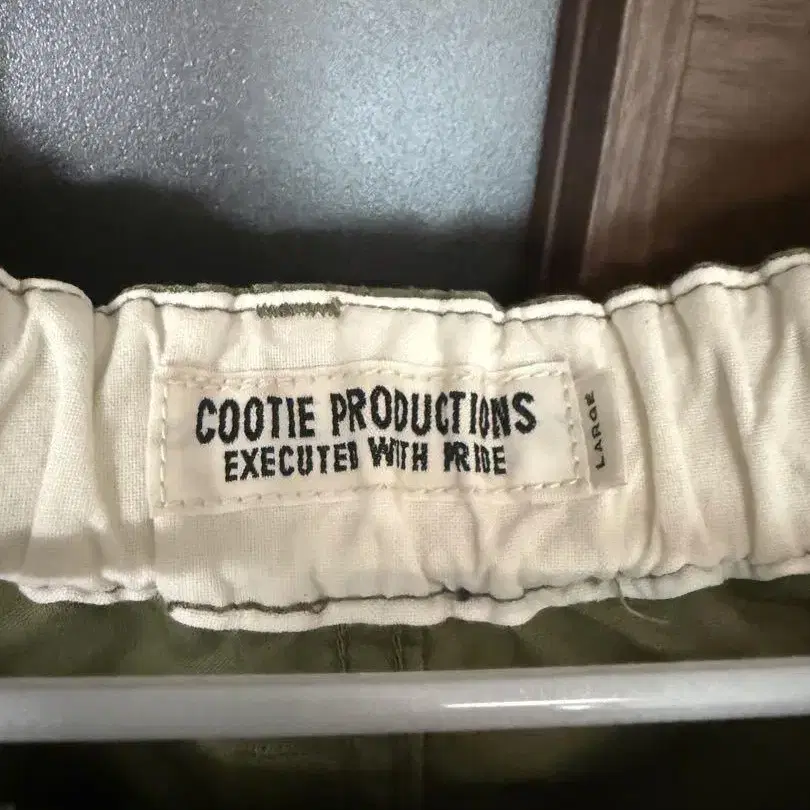 COOTIE PRODUCTIONS
EXECUTED WITH PRIDE
LARGE